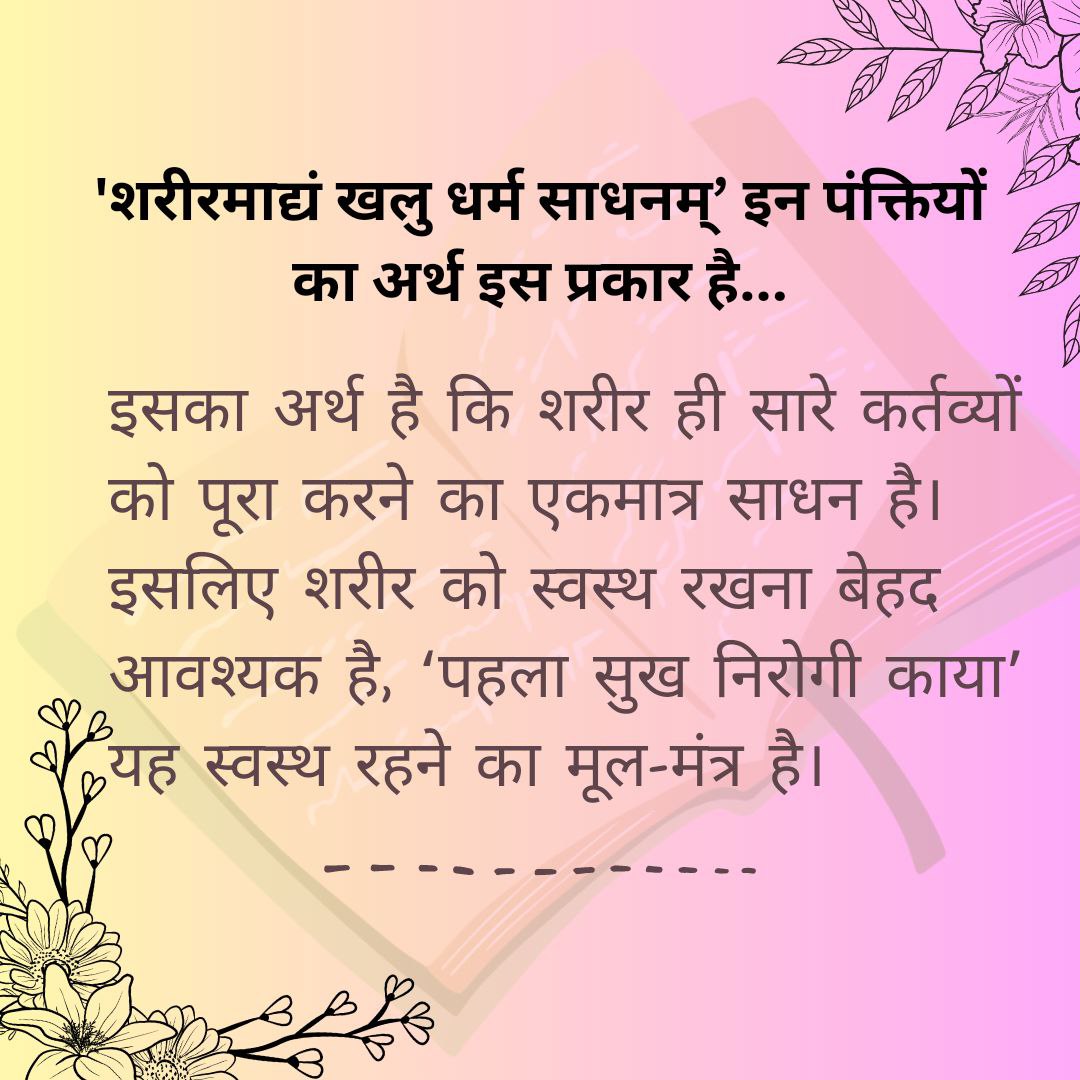 'शरीरमाद्यं खलु धर्म साधनम्’ इन पंक्तियों
का अर्थ इस प्रकार है...
इसका अर्थ है कि शरीर ही सारे कर्तव्यों
को पूरा करने का एकमात्र साधन है।
इसलिए शरीर को स्वस्थ रखना बेहद
आवश्यक है, ‘पहला सुख निरोगी काया’
यह स्वस्थ रहने का मूल-मंत्र है।